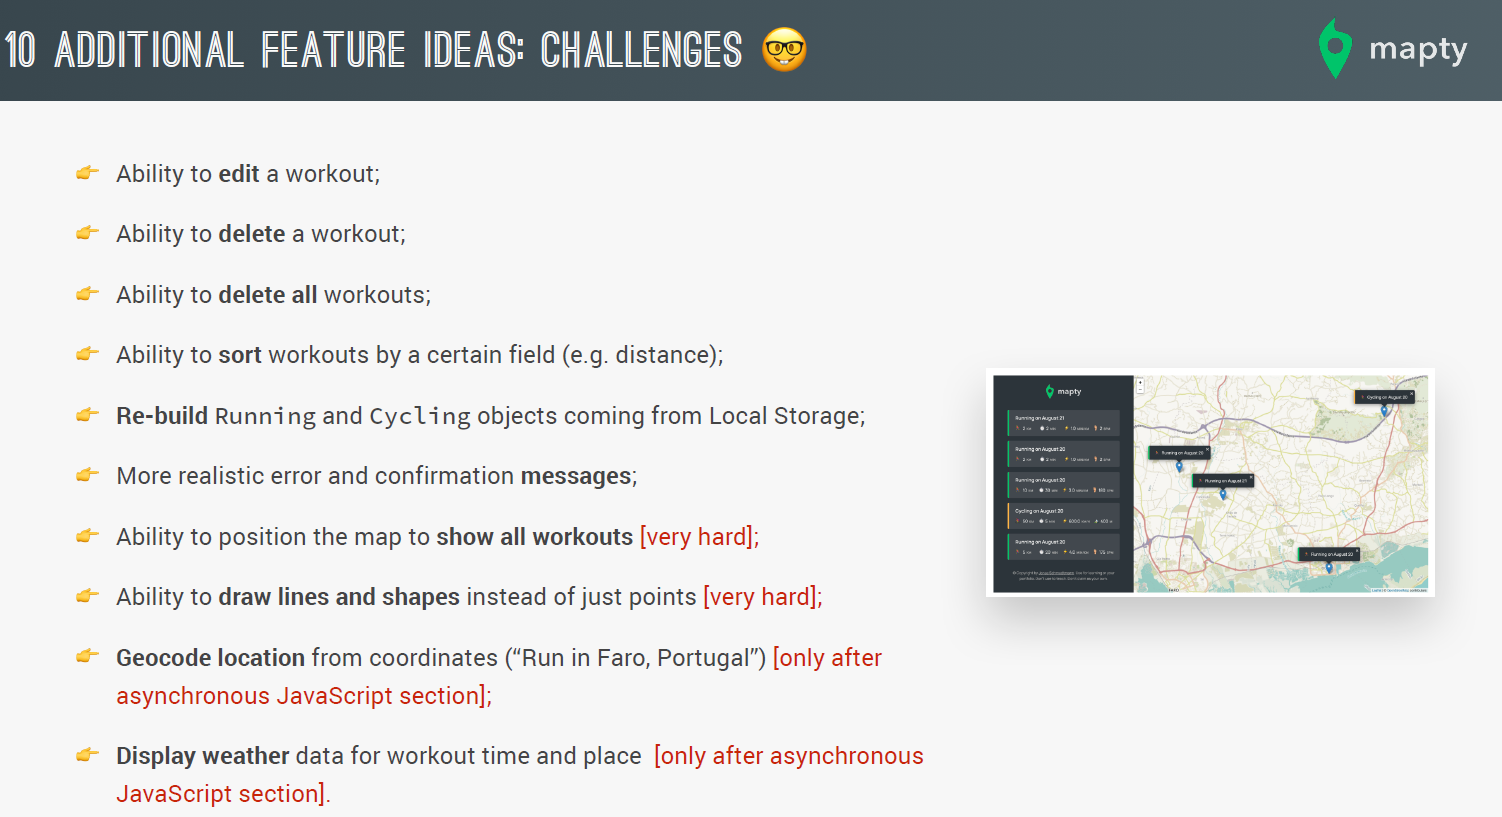 10 ADDITIONAL FEATURE IDEAS: CHALLENGES 🤓
mapty
👉 Ability to edit a workout;
👉 Ability to delete a workout;
👉 Ability to delete all workouts;
👉 Ability to sort workouts by a certain field (e.g. distance);
👉 Re-build Running and Cycling objects coming from Local Storage;
👉 More realistic error and confirmation messages;
👉 Ability to position the map to show all workouts [very hard];
👉 Ability to draw lines and shapes instead of just points [very hard];
👉 Geocode location from coordinates (“Run in Faro, Portugal”) [only after
asynchronous JavaScript section];
👉 Display weather data for workout time and place [only after asynchronous
JavaScript section].
mapty
Running on August 21
Running on August 20
Running on August 20
Cycling on August 20
Running on August 20
Cycling on August 20
Running on August 20
Running on August 21